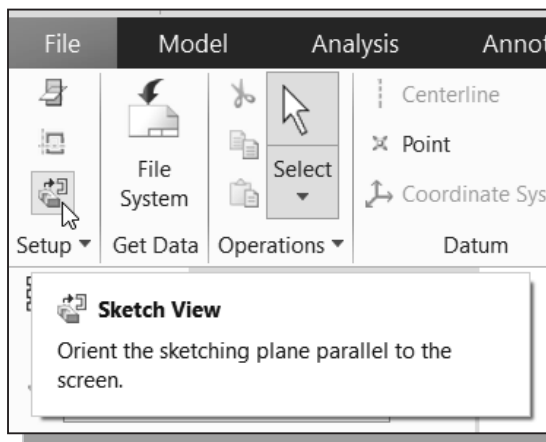 File Model Analysis Annot
Centerline
Point
File
System
Select
Coordinate Sys
Setup Get Data Operations Datum
Sketch View
Orient the sketching plane parallel to the
screen.